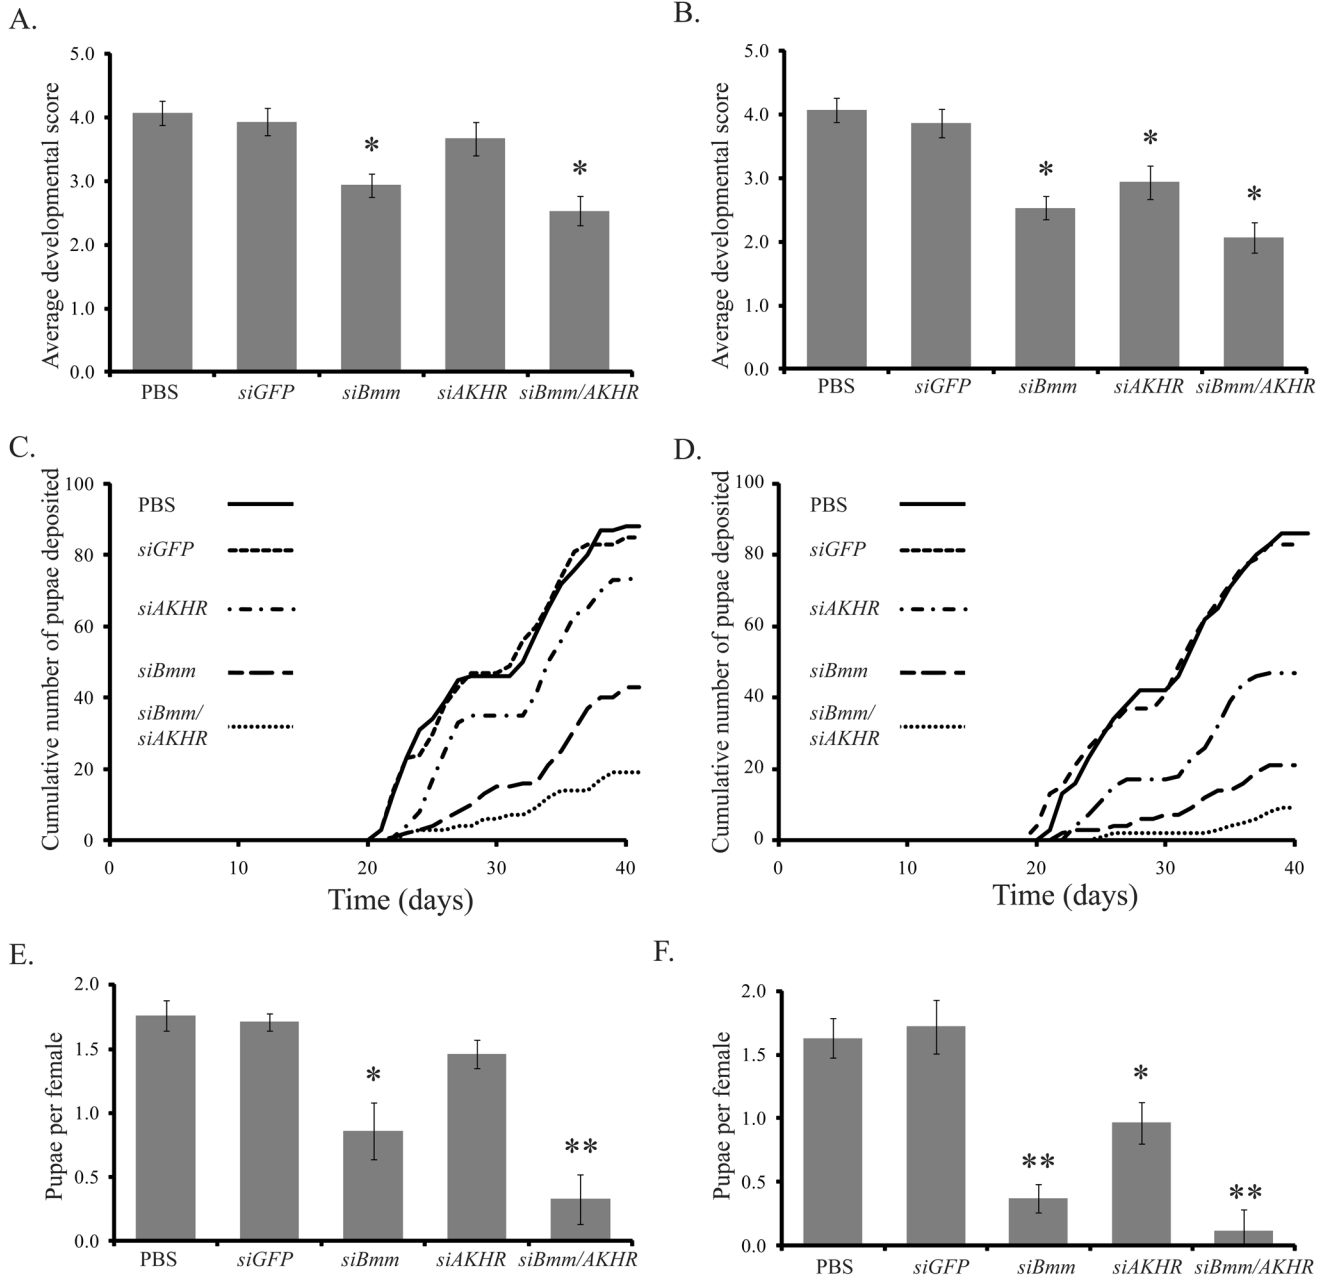 A.
5.0
4.0
3.0
2.0
1.0
0.0
Average developmental score
*
*
PBS
siGFP
siBmm
siAKHR
siBmm/AKHR
B.
5.0
4.0
3.0
2.0
1.0
0.0
Average developmental score
*
*
*
PBS
siGFP
siBmm
siAKHR
siBmm/AKHR
C.
100
80
60
40
20
0
Cumulative number of pupae deposited
PBS
siGFP
siAKHR
siBmm
siBmm/
siAKHR
0 10 20 30 40
Time (days)
D.
100
80
60
40
20
0
Cumulative number of pupae deposited
PBS
siGFP
siAKHR
siBmm
siBmm/
siAKHR
0 10 20 30 40
Time (days)
E.
2.0
1.5
1.0
0.5
0.0
Pupae per female
*
**
PBS
siGFP
siBmm
siAKHR
siBmm/AKHR
F.
2.0
1.5
1.0
0.5
0.0
Pupae per female
**
*
**
PBS
siGFP
siBmm
siAKHR
siBmm/AKHR